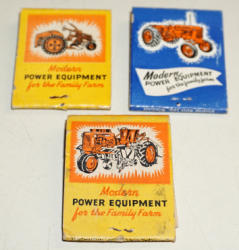 Modern
POWER EQUIPMENT
for the Family Farm
Modern
POWER EQUIPMENT
for the family farm
Modern
POWER EQUIPMENT
for the Family Farm